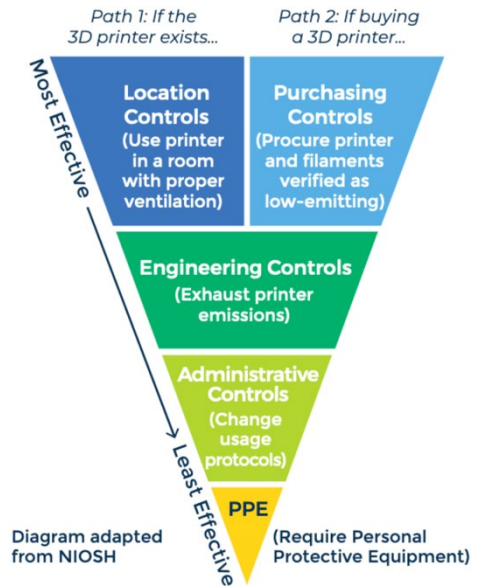 Path 1: If the
3D printer exists...
Path 2: If buying
a 3D printer...
Most Effective
Least Effective
Location
Controls
(Use printer
in a room
with proper
ventilation)
Purchasing
Controls
(Procure printer
and filaments
verified as
low-emitting)
Engineering Controls
(Exhaust printer
emissions)
Administrative
Controls
(Change
usage
protocols)
PPE
(Require Personal
Protective Equipment)
Diagram adapted
from NIOSH